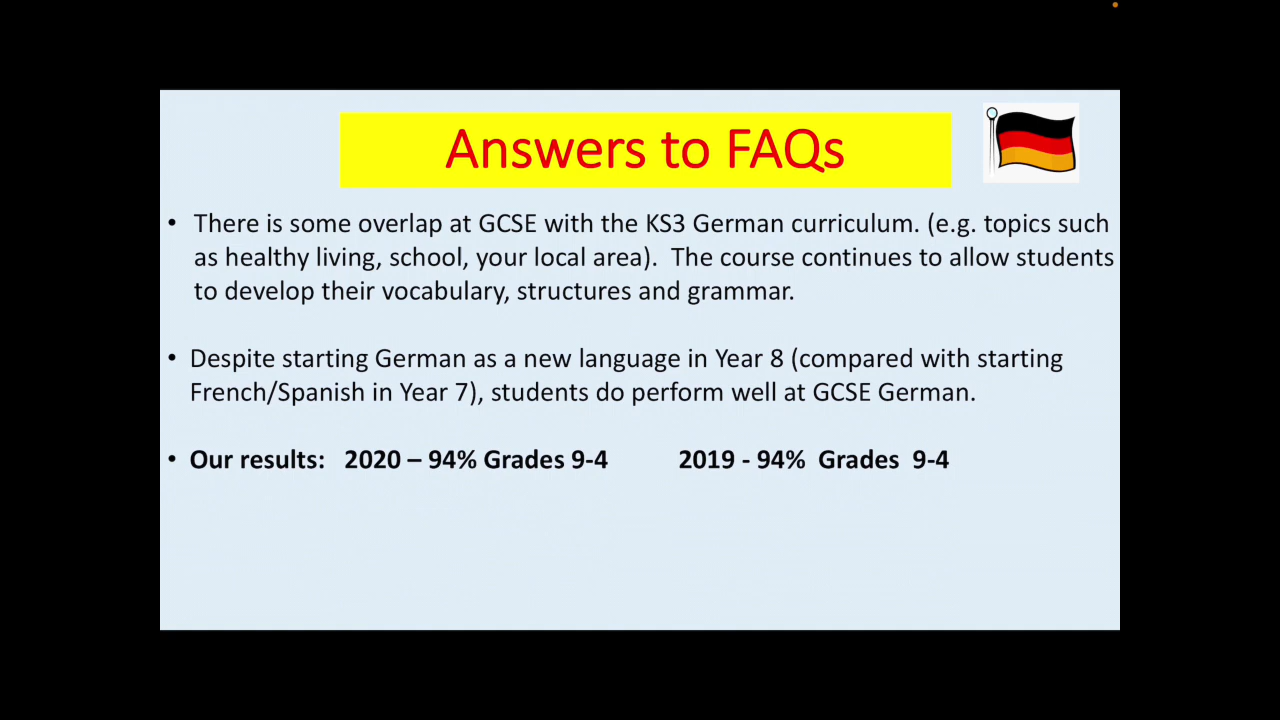 Answers to FAQs
• There is some overlap at GCSE with the KS3 German curriculum. (e.g. topics such
as healthy living, school, your local area).  The course continues to allow students
to develop their vocabulary, structures and grammar.
• Despite starting German as a new language in Year 8 (compared with starting
French/Spanish in Year 7), students do perform well at GCSE German.
• Our results:   2020 – 94% Grades 9-4          2019 - 94%  Grades  9-4